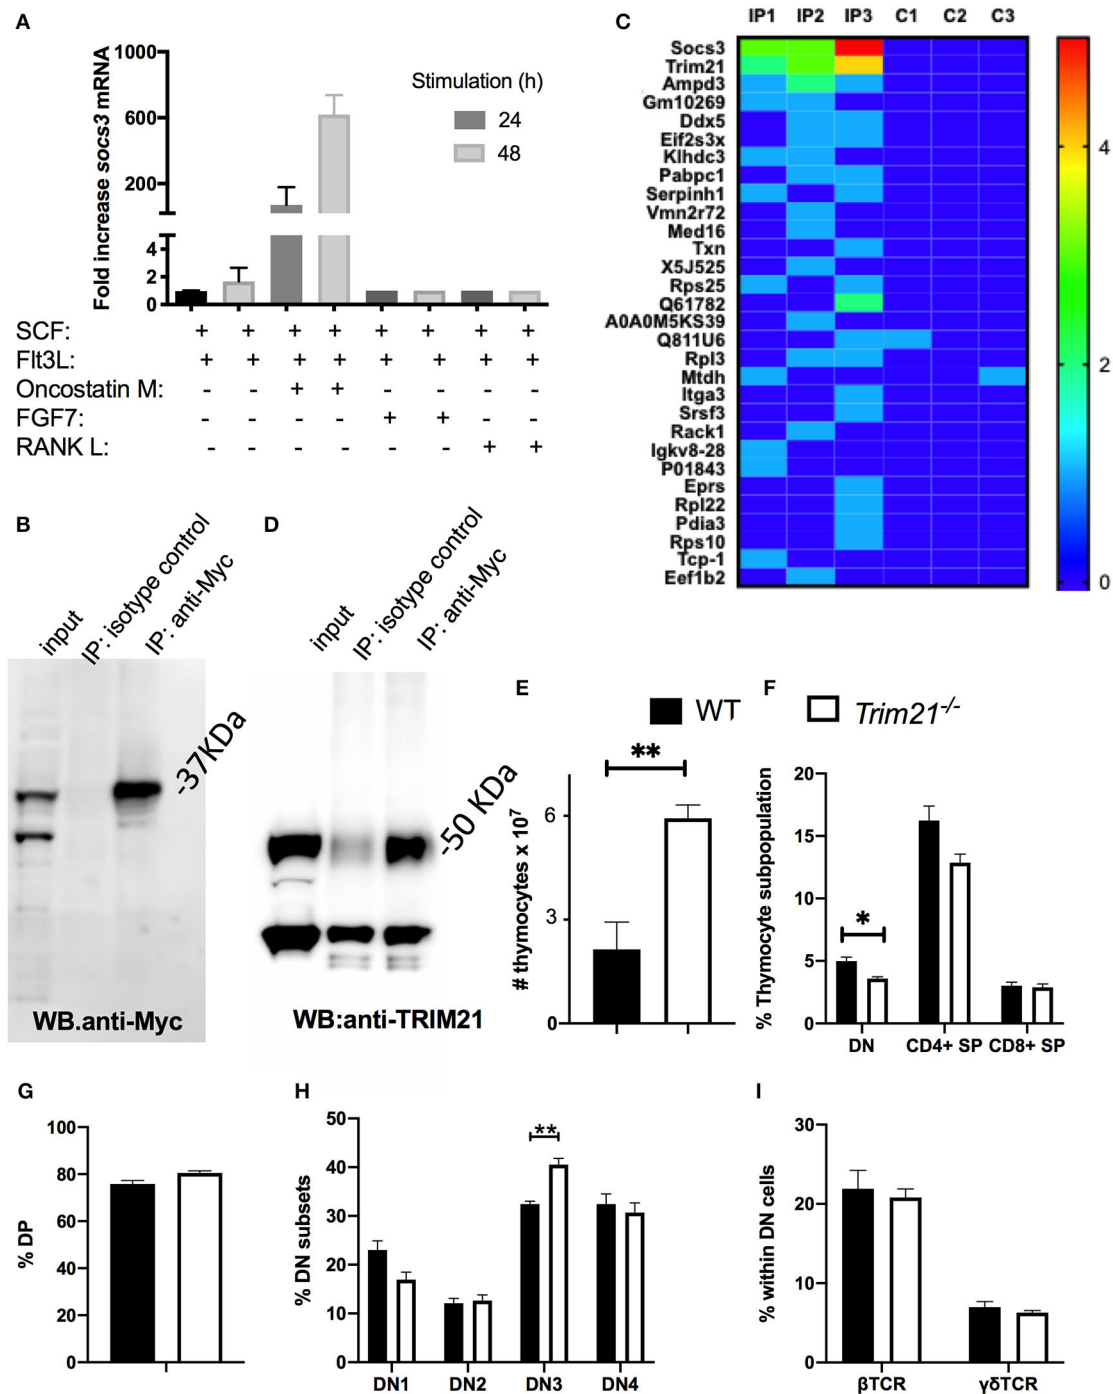 A
Fold increase socs3 mRNA
1000
600
200
4
2
0
Stimulation (h)
24
48
SCF: + + + + + + + +
Flt3L: + + + + + + + +
Oncostatin M: - - + + - - - -
FGF7: - - - - + + - -
RANK L: - - - - - - + +
C
IP1 IP2 IP3 C1 C2 C3
Socs3
Trim21
Ampd3
Gm10269
Ddx5
Eif2s3x
Klhdc3
Pabpc1
Serpinh1
Vmn2r72
Med16
Txn
X5J525
Rps25
Q61782
A0A0M5KS39
Q811U6
Rpl3
Mtdh
Itga3
Srsf3
Rack1
Igkv8-28
P01843
Eprs
Rpl22
Pdia3
Rps10
Tcp-1
Eef1b2
4
2
0
B
input
IP: isotype control
IP: anti-Myc
-37KDa
WB.anti-Myc
D
input
IP: isotype control
IP: anti-Myc
-50 KDa
WB:anti-TRIM21
E
WT
Trim21-/-
# thymocytes x 10⁷
6
3
0
**
F
% Thymocyte subpopulation
20
15
10
5
0
*
DN CD4+ SP CD8+ SP
G
% DP
100
80
60
40
20
0
H
% DN subsets
50
40
30
20
10
0
**
DN1 DN2 DN3 DN4
I
% within DN cells
30
20
10
0
βTCR γδTCR